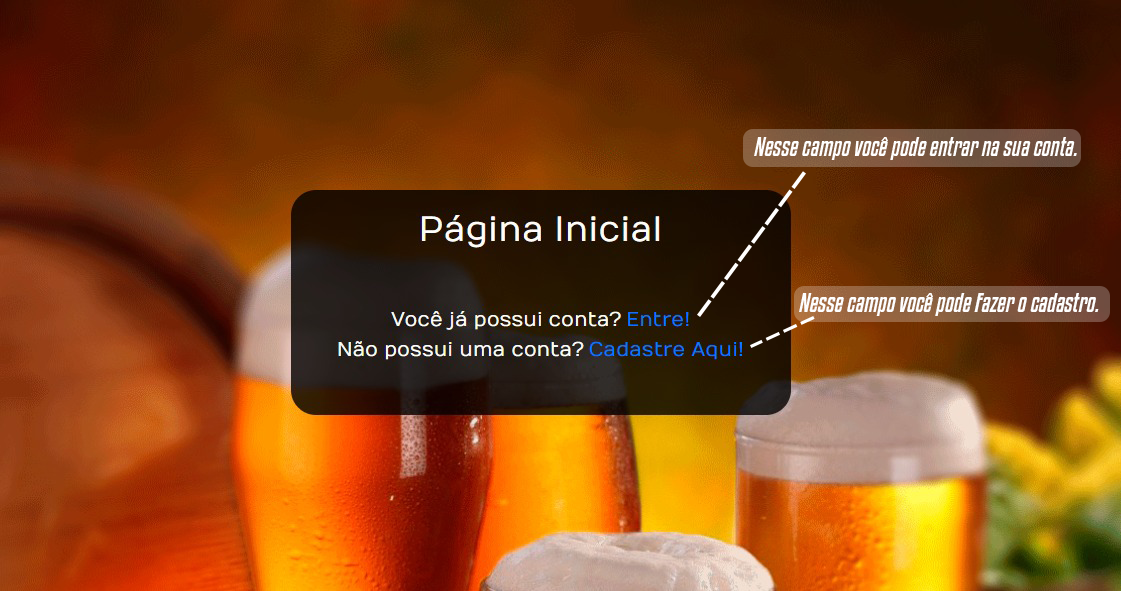 Nesse campo você pode entrar na sua conta.
Página Inicial
Nesse campo você pode Fazer o cadastro.
Você já possui conta? Entre!
Não possui uma conta? Cadastre Aqui!